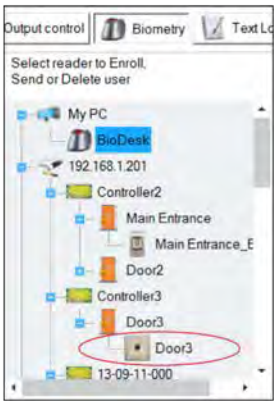 Output control Biometry Text Lo
Select reader to Enroll,
Send or Delete user
My PC
BioDesk
192.168.1.201
Controller2
Main Entrance
Main Entrance_E
Door2
Controller3
Door3
Door3
13-09-11-000